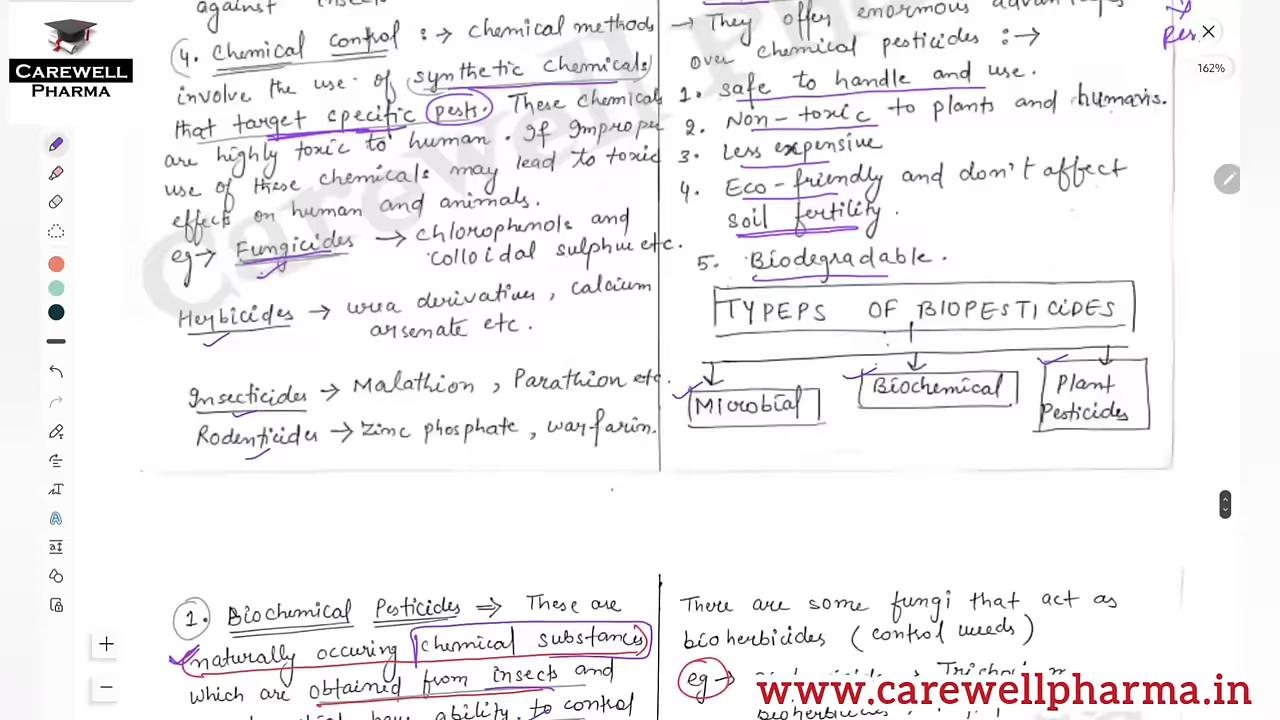 against insect
4. Chemical control :→ chemical methods
involve the use of synthetic chemicals
that target specific pests. These chemicals
are highly toxic to human. If Improper
use of these chemicals may lead to toxic
effects on human and animals.
eg → Fungicides → chlorophenols and
colloidal sulphur etc.
Herbicides → urea derivatives, calcium
arsenate etc.
Insecticides → Malathion, Parathion etc.
Rodenticides → Zinc phosphate, warfarin.
→ They offer enormous advantages
over chemical pesticides :→
1. Safe to handle and use.
2. Non-toxic to plants and humans.
3. Less expensive
4. Eco-friendly and don't affect
soil fertility.
5. Biodegradable.
TYPEPS OF BIOPESTICIDES
Microbial
Biochemical
Plant
Pesticides
1. Biochemical Pesticides ⇒ These are
naturally occuring chemical substances
which are obtained from insects and
ability to control
There are some fungi that act as
bioherbicides (control weeds)
eg →
CAREWELL
PHARMA
162%
www.carewellpharma.in